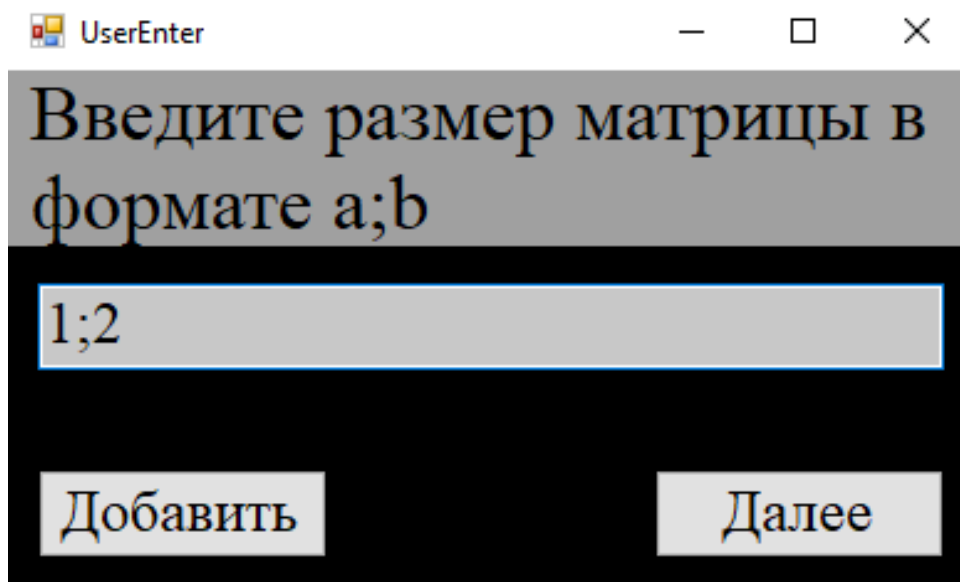 UserEnter
Введите размер матрицы в
формате a;b
1;2
Добавить
Далее